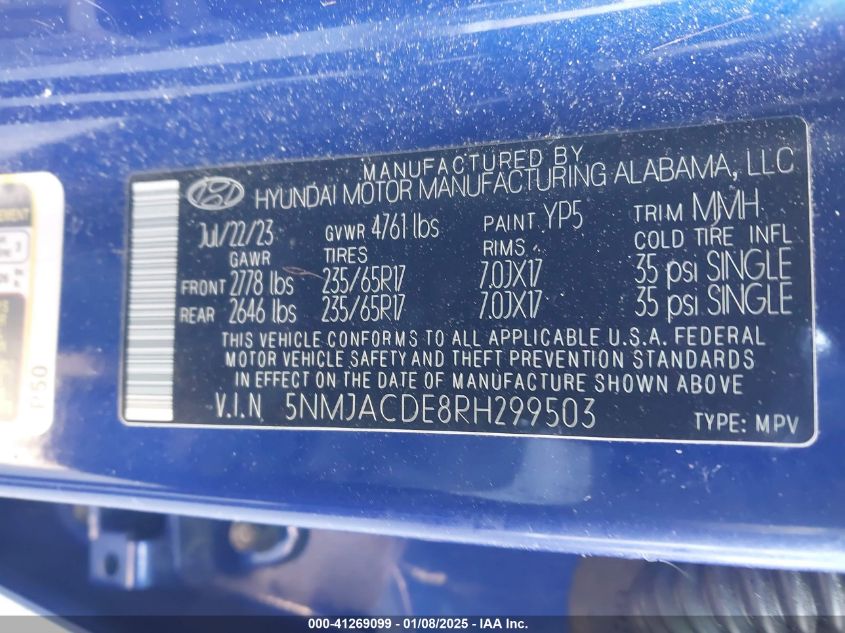 MANUFACTURED BY
HYUNDAI MOTOR MANUFACTURING ALABAMA, LLC
Jul/22/23 GVWR 4761 lbs PAINT YP5 TRIM MMH
GAWR TIRES RIMS COLD TIRE INFL
FRONT 2778 lbs 235/65R17 7.0JX17 35 psi SINGLE
REAR 2646 lbs 235/65R17 7.0JX17 35 psi SINGLE
THIS VEHICLE CONFORMS TO ALL APPLICABLE U.S.A. FEDERAL
MOTOR VEHICLE SAFETY AND THEFT PREVENTION STANDARDS
IN EFFECT ON THE DATE OF MANUFACTURE SHOWN ABOVE.
V.I.N 5NMJACDE8RH299503 TYPE: MPV
000-41269099 - 01/08/2025 - IAA Inc.